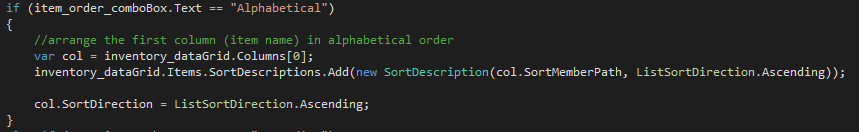 if (item_order_comboBox.Text == "Alphabetical")
{
//arrange the first column (item name) in alphabetical order
var col = inventory_dataGrid.Columns[0];
inventory_dataGrid.Items.SortDescriptions.Add(new SortDescription(col.SortMemberPath, ListSortDirection.Ascending));
col.SortDirection = ListSortDirection.Ascending;
}